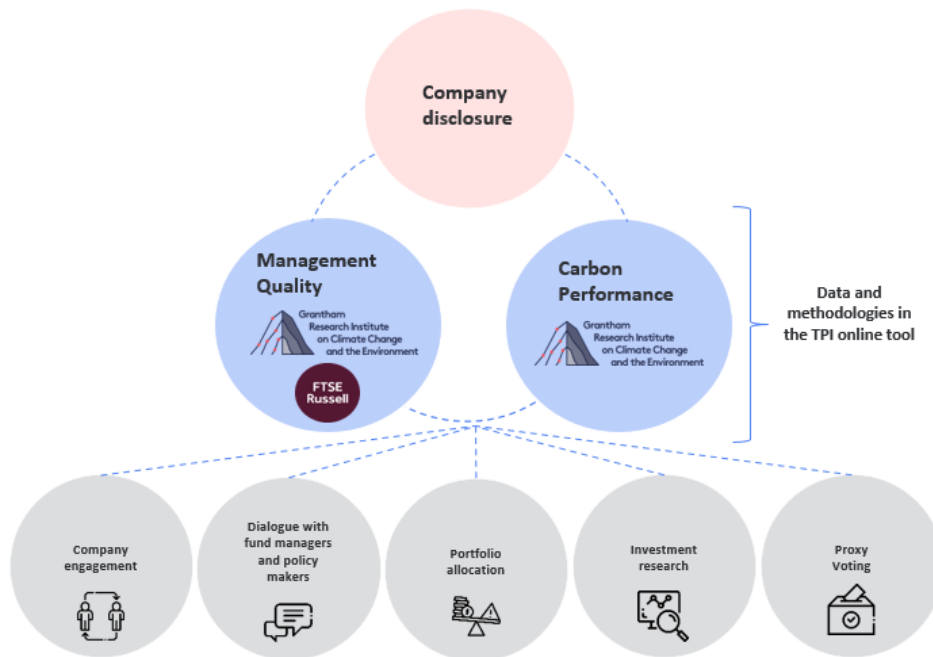 Company
disclosure
Management
Quality
Grantham
Research Institute
on Climate Change
and the Environment
FTSE
Russell
Carbon
Performance
Grantham
Research Institute
on Climate Change
and the Environment
Data and
methodologies in
the TPI online tool
Company
engagement
Dialogue with
fund managers
and policy
makers
Portfolio
allocation
Investment
research
Proxy
Voting